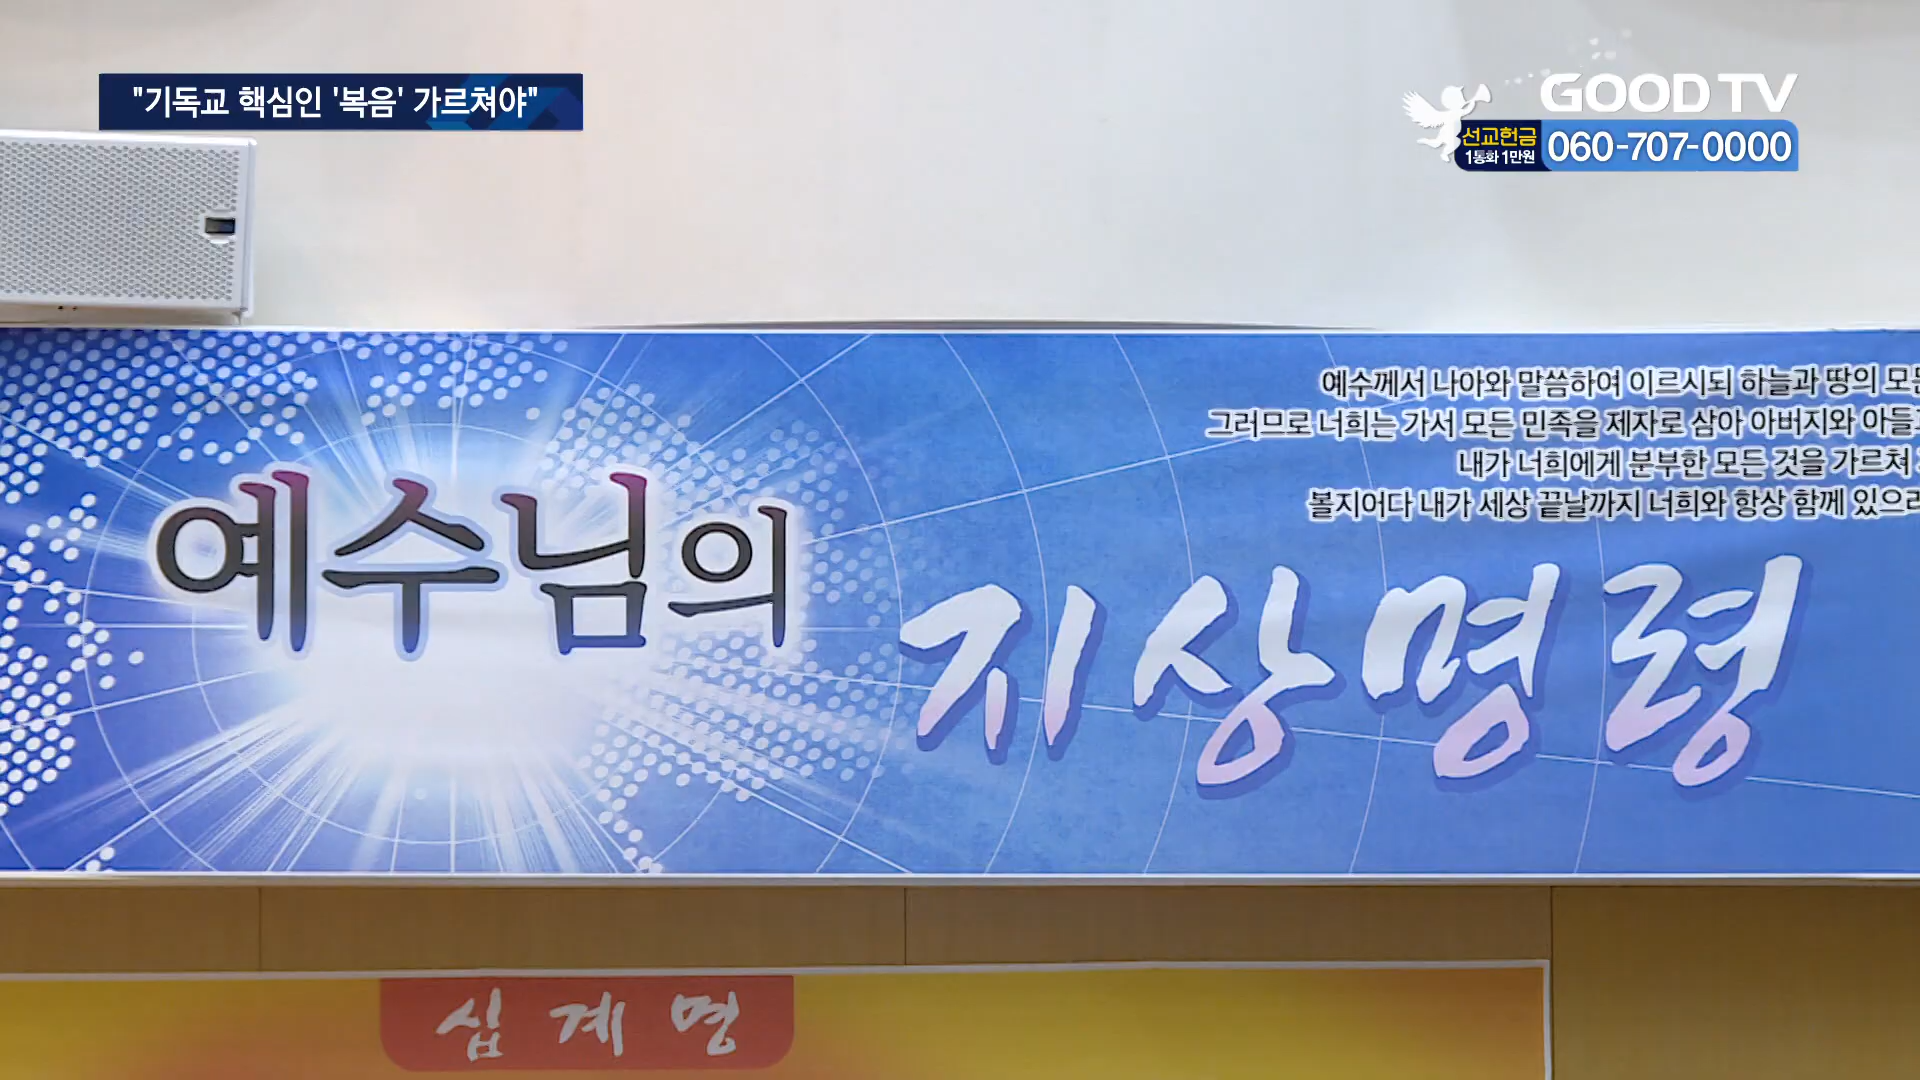 "기독교 핵심인 '복음' 가르쳐야"
GOOD TV
선교헌금
1통화 1만원
060-707-0000
예수께서 나아와 말씀하여 이르시되 하늘과 땅의
그러므로 너희는 가서 모든 민족을 제자로 삼아 아버지와
내가 너희에게 분부한 모든 것을 가르쳐
볼지어다 내가 세상 끝날까지 너희와 항상 함께
예수님의
지상명령
십계명